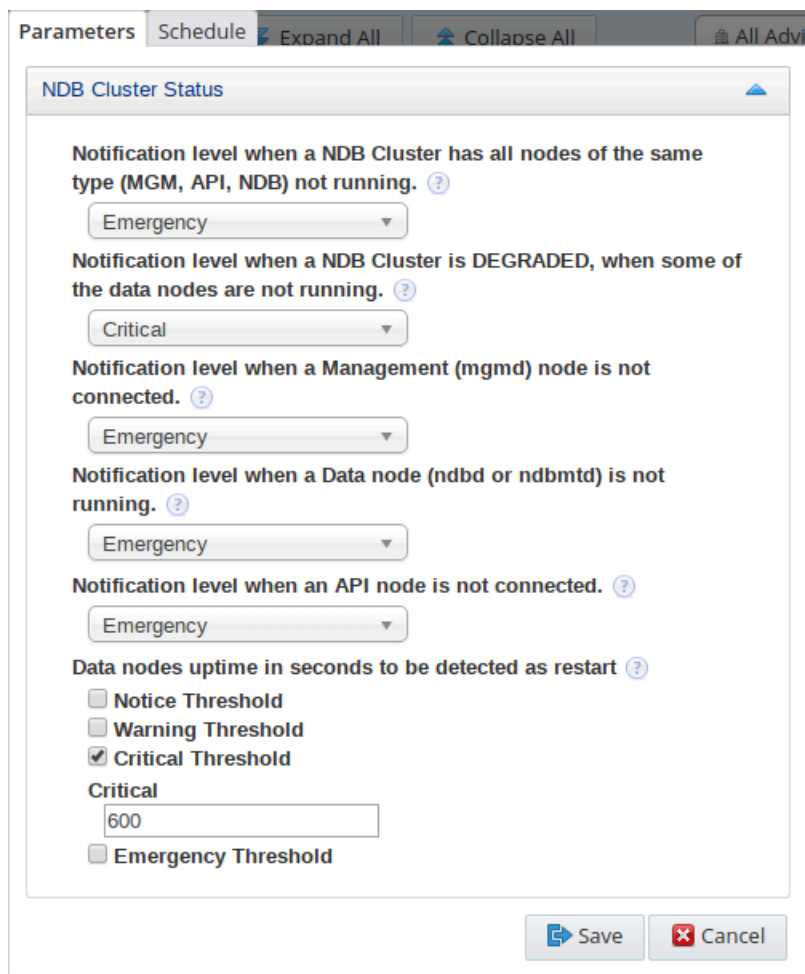 Parameters Schedule Expand All Collapse All All Advi
NDB Cluster Status
Notification level when a NDB Cluster has all nodes of the same
type (MGM, API, NDB) not running. ?
Emergency
Notification level when a NDB Cluster is DEGRADED, when some of
the data nodes are not running. ?
Critical
Notification level when a Management (mgmd) node is not
connected. ?
Emergency
Notification level when a Data node (ndbd or ndbmtd) is not
running. ?
Emergency
Notification level when an API node is not connected. ?
Emergency
Data nodes uptime in seconds to be detected as restart ?
Notice Threshold
Warning Threshold
Critical Threshold
Critical
600
Emergency Threshold
Save Cancel